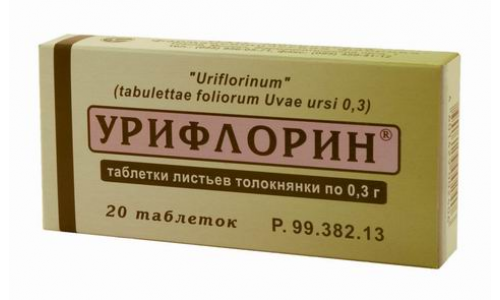 "Uriflorinum"
(tabulettae foliorum Uvae ursi 0,3)
УРИФЛОРИН®
таблетки листьев толокнянки по 0,3 г
20 таблеток Р. 99.382.13